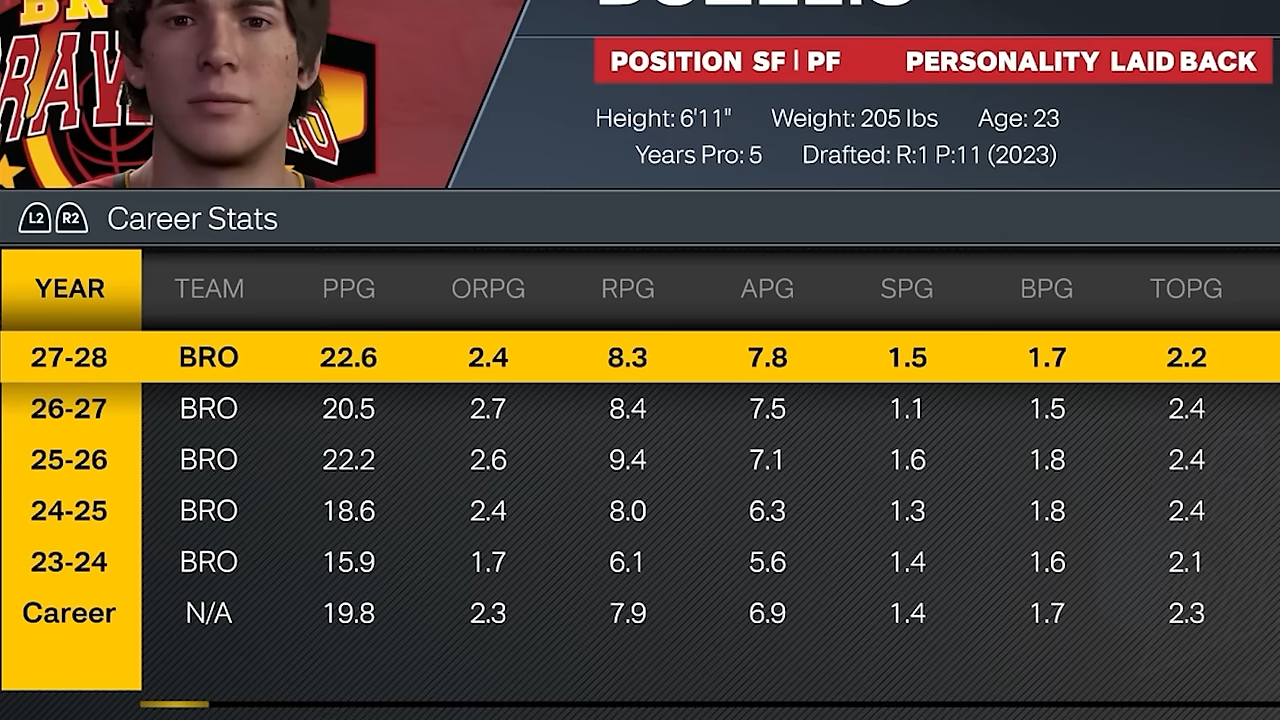 POSITION SF | PF PERSONALITY LAID BACK
Height: 6'11" Weight: 205 lbs Age: 23
Years Pro: 5 Drafted: R:1 P:11 (2023)
L2 R2 Career Stats
YEAR TEAM PPG ORPG RPG APG SPG BPG TOPG
27-28 BRO 22.6 2.4 8.3 7.8 1.5 1.7 2.2
26-27 BRO 20.5 2.7 8.4 7.5 1.1 1.5 2.4
25-26 BRO 22.2 2.6 9.4 7.1 1.6 1.8 2.4
24-25 BRO 18.6 2.4 8.0 6.3 1.3 1.8 2.4
23-24 BRO 15.9 1.7 6.1 5.6 1.4 1.6 2.1
Career N/A 19.8 2.3 7.9 6.9 1.4 1.7 2.3